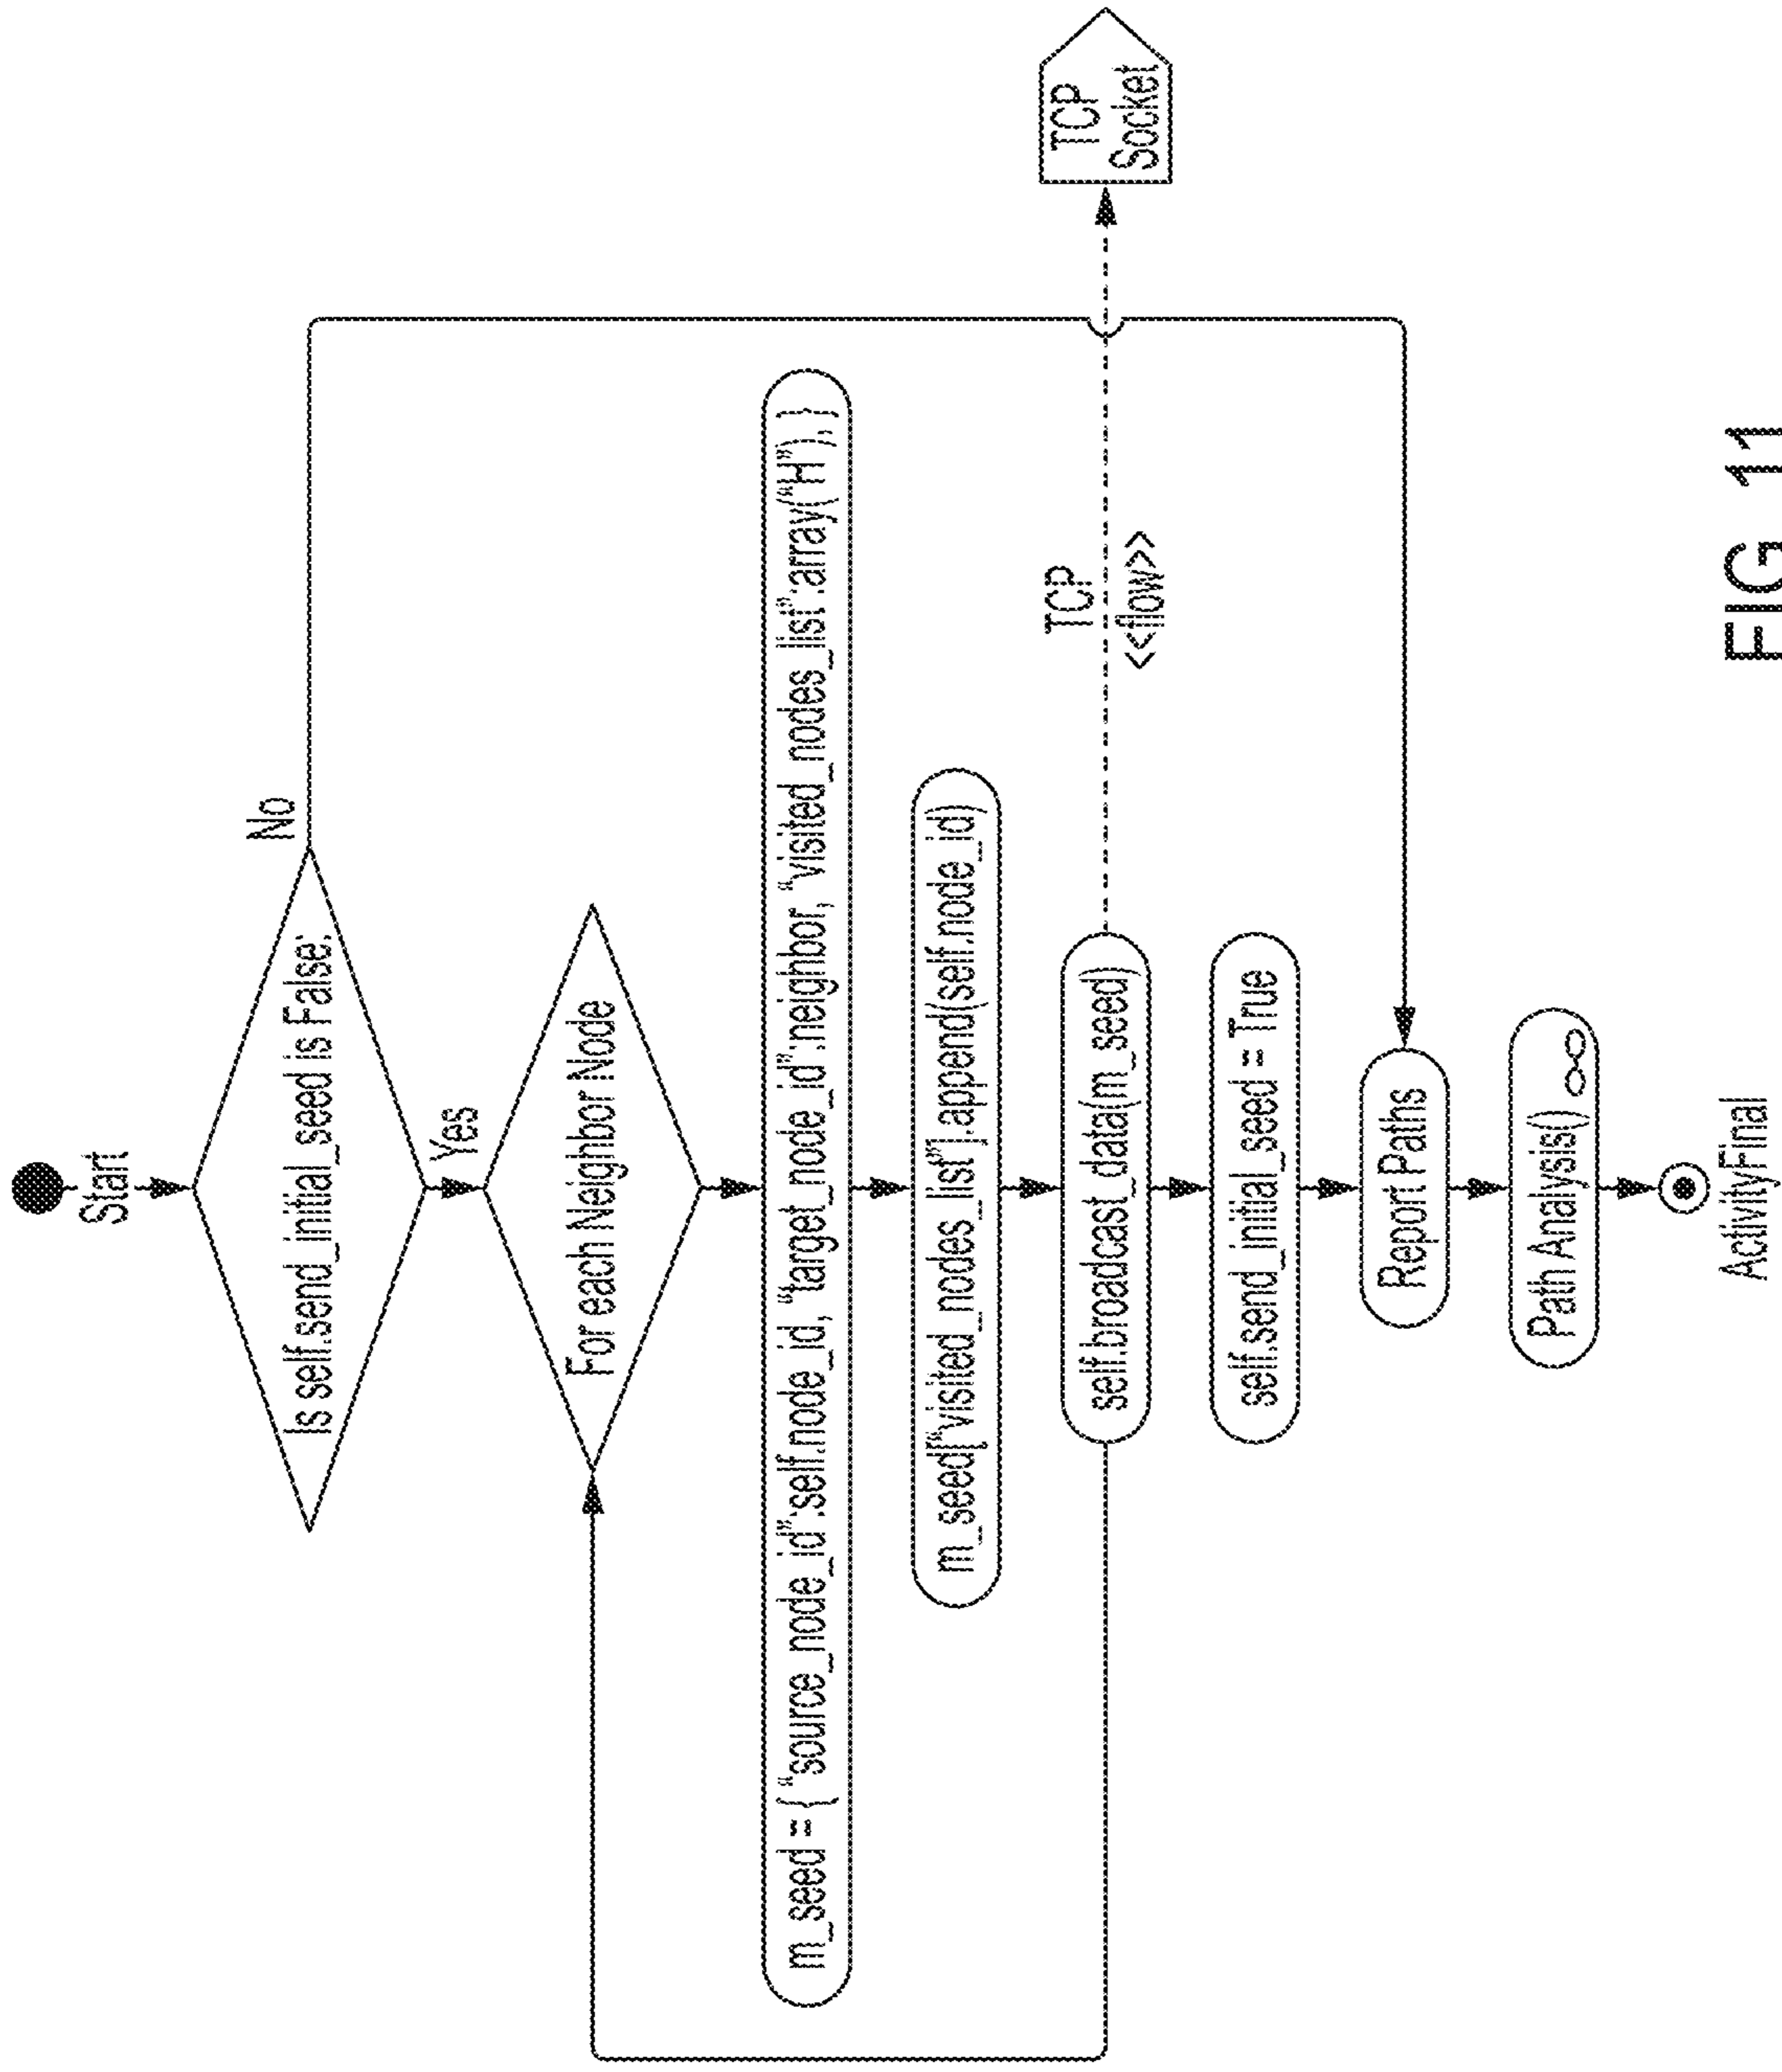 Start
Is self.send_initial_seed is False:
No
Yes
For each Neighbor Node
m_seed = { "source_node_id":self.node_id, "target_node_id":neighbor, "visited_nodes_list":array("H"), }
m_seed["visited_nodes_list"].append(self.node_id)
self.broadcast_data(m_seed)
TCP
<<flow>>
TCP
Socket
self.send_initial_seed = True
Report Paths
Path Analysis()
ActivityFinal
FIG. 11